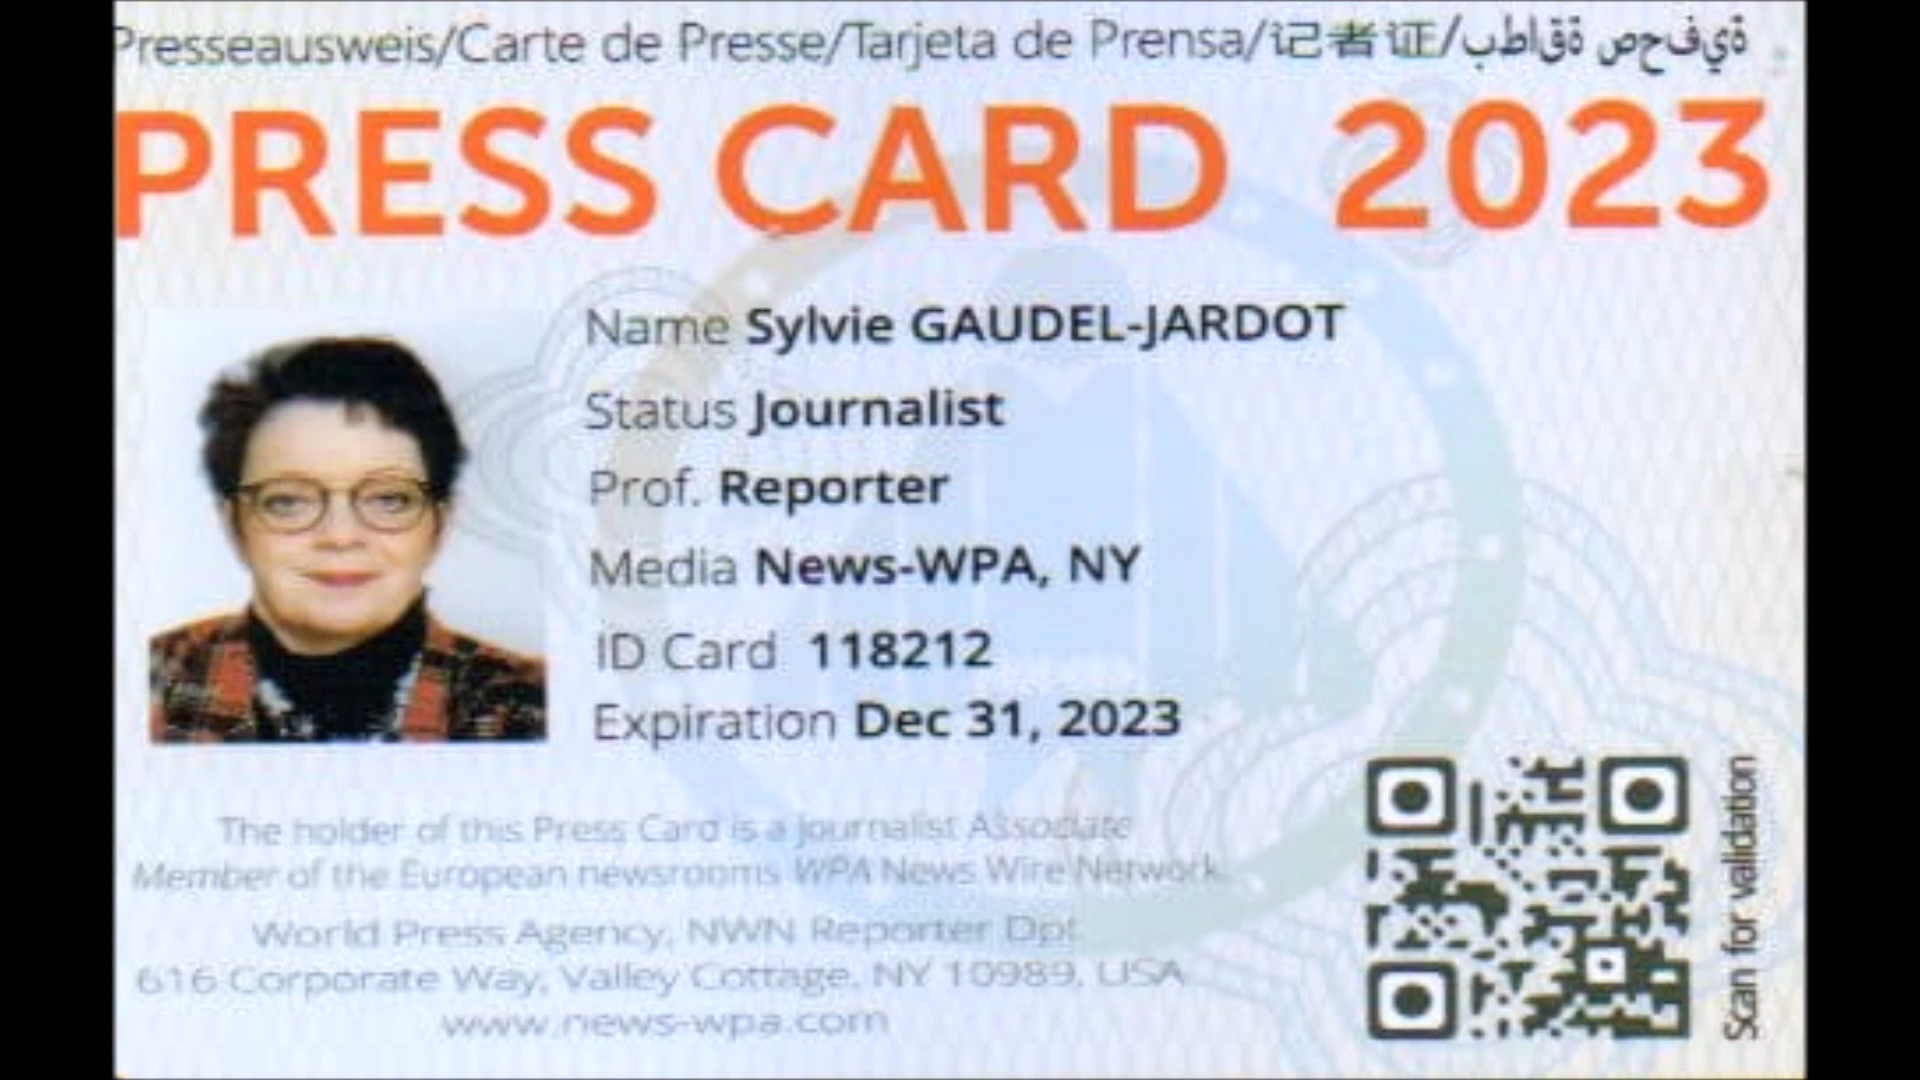 Presseausweis/Carte de Presse/Tarjeta de Prensa/记者证/ةيفحص ةقاطب
PRESS CARD 2023
Name Sylvie GAUDEL-JARDOT
Status Journalist
Prof. Reporter
Media News-WPA, NY
ID Card 118212
Expiration Dec 31, 2023
The holder of this Press Card is a Journalist Associate
Member of the European newsrooms WPA News Wire Network.
World Press Agency, NWN Reporter Dpt.
616 Corporate Way, Valley Cottage, NY 10989, USA
www.news-wpa.com
Scan for validation